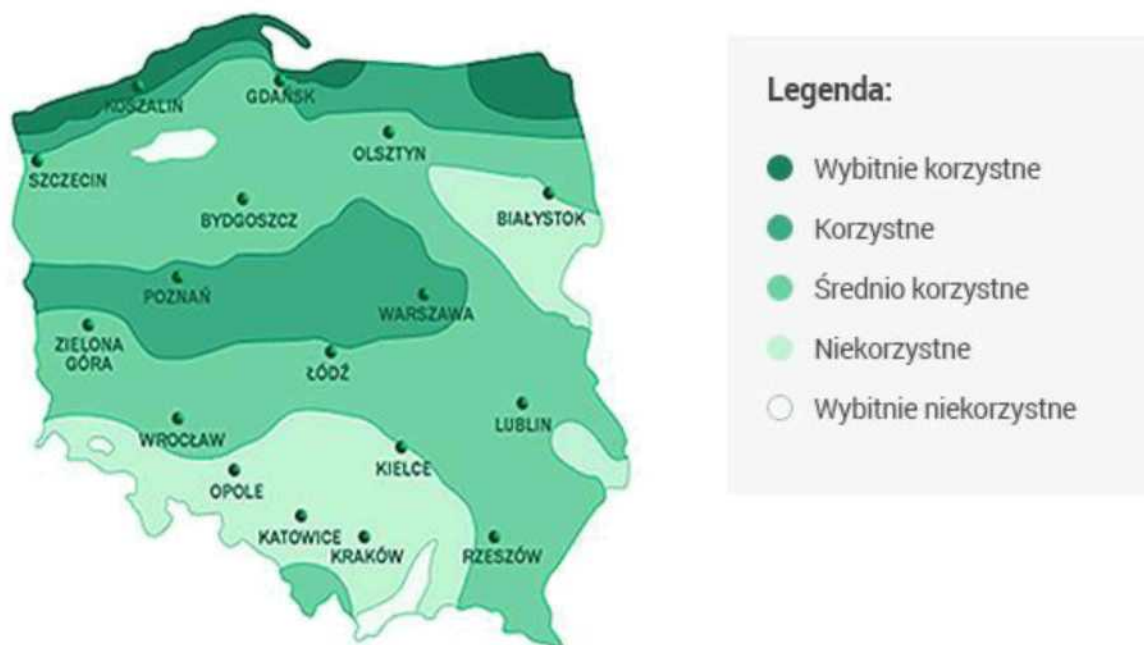 KOSZALIN
GDAŃSK
OLSZTYN
SZCZECIN
BIAŁYSTOK
BYDGOSZCZ
POZNAŃ
WARSZAWA
ZIELONA
GÓRA
ŁÓDŹ
LUBLIN
WROCŁAW
KIELCE
OPOLE
KATOWICE
KRAKÓW
RZESZÓW
Legenda:
Wybitnie korzystne
Korzystne
Średnio korzystne
Niekorzystne
Wybitnie niekorzystne